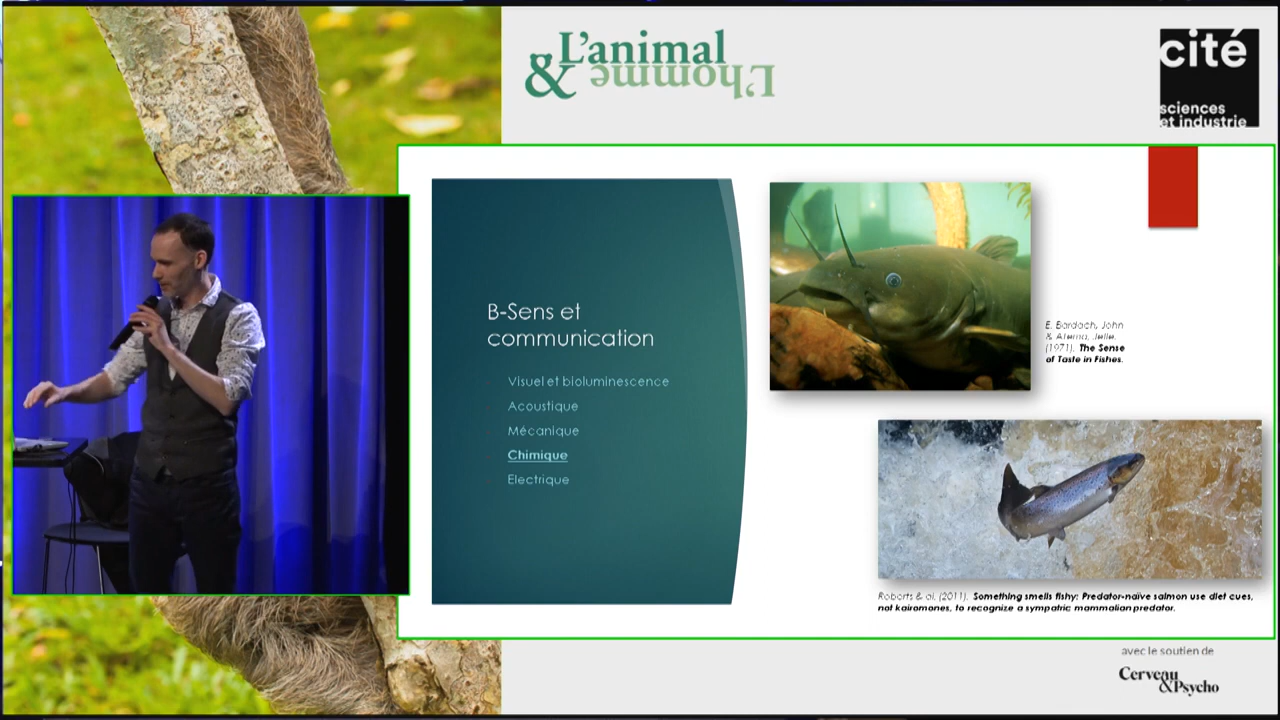 L'animal
& L'homme
cité
sciences
et industrie
B-Sens et
communication
Visuel et bioluminescence
Acoustique
Mécanique
Chimique
Electrique
E. Bardach, John
& Atema, Jelle.
(1971). The Sense
of Taste in Fishes.
Roberts & al. (2011). Something smells fishy: Predator-naïve salmon use diet cues,
not kairomones, to recognize a sympatric mammalian predator.
avec le soutien de
Cerveau
&Psycho